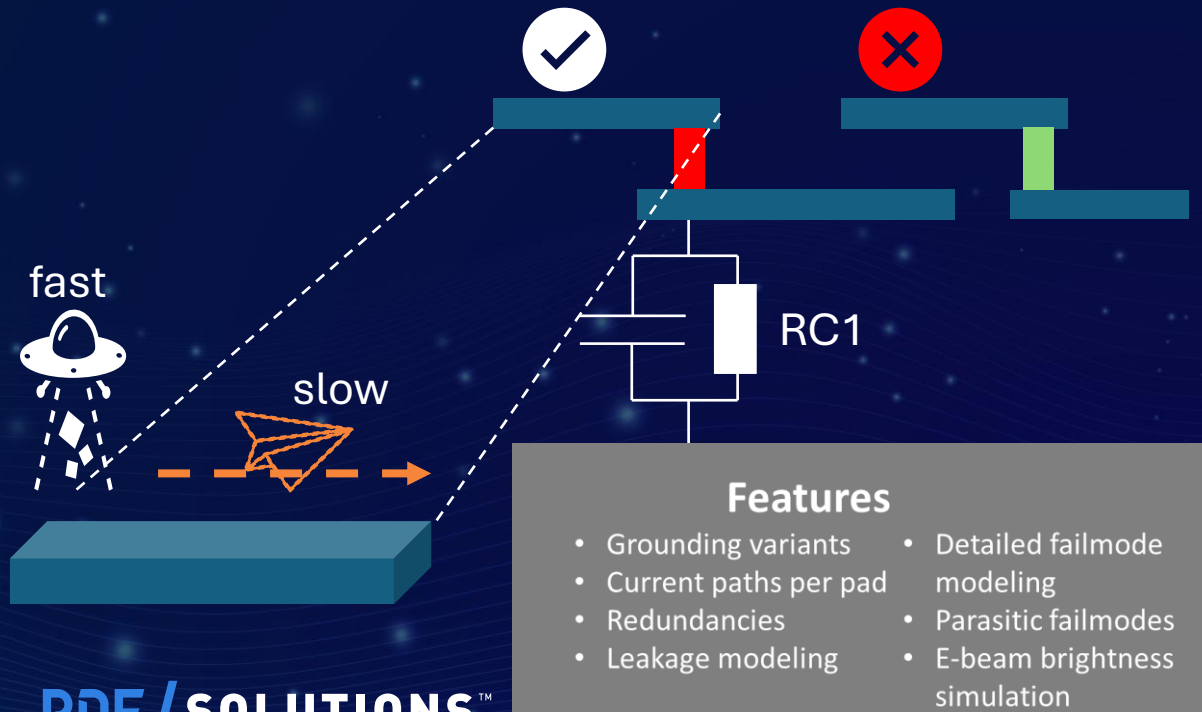 fast
slow
RC1
Features
• Grounding variants
• Current paths per pad
• Redundancies
• Leakage modeling
• Detailed failmode
modeling
• Parasitic failmodes
• E-beam brightness
simulation
PDF/SOLUTIONS™